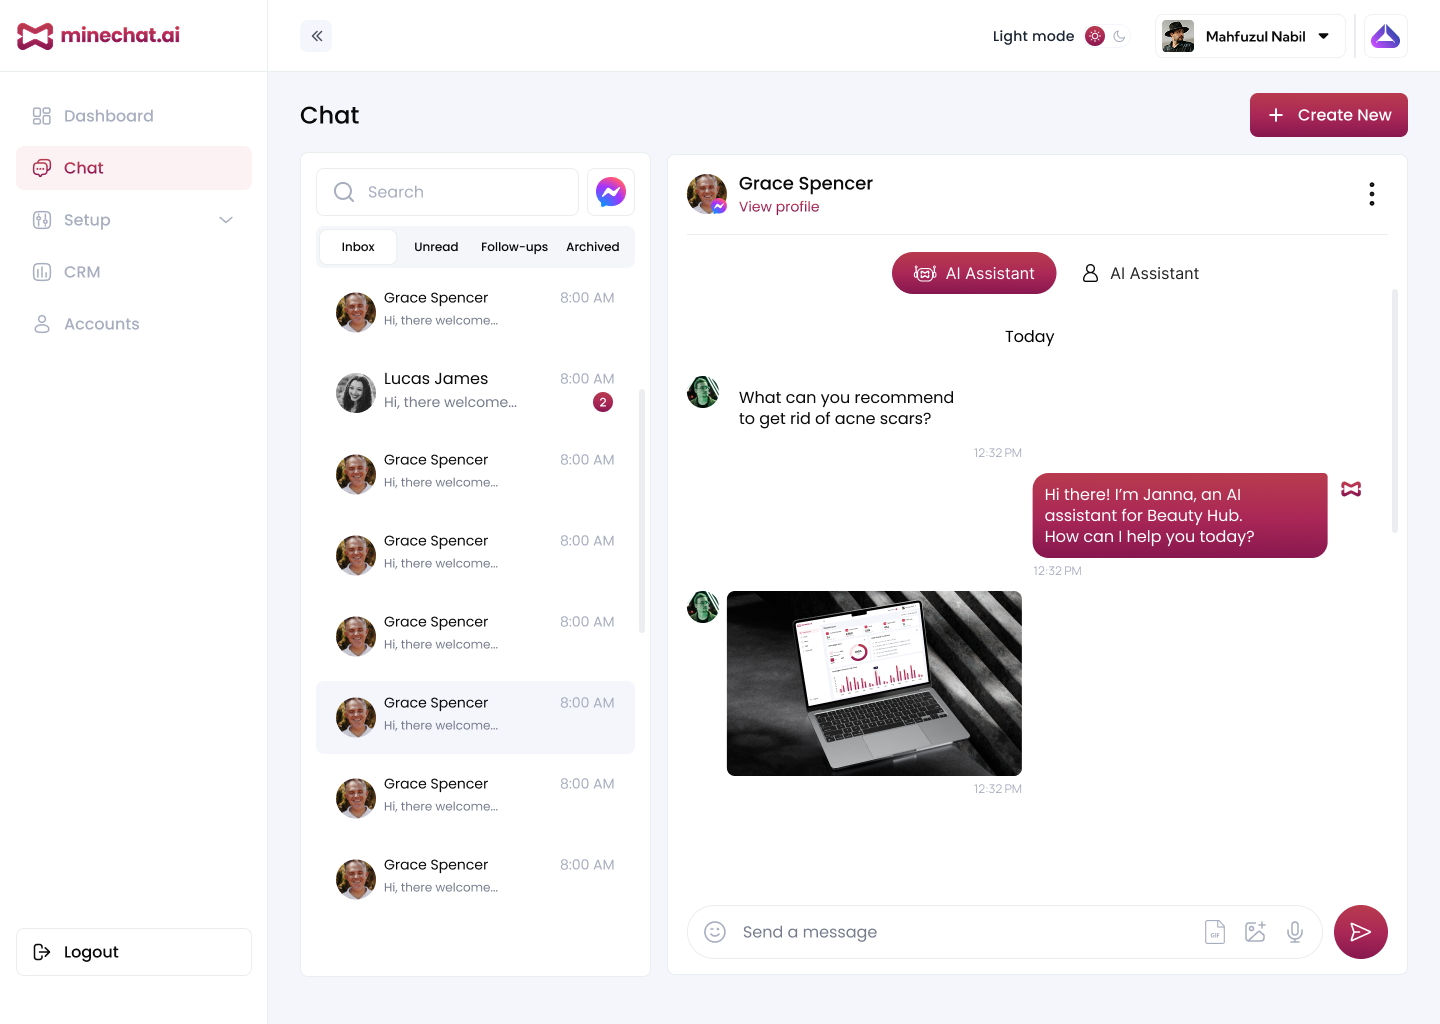 minechat.ai
Light mode
Mahfuzul Nabil
Dashboard
Chat
Setup
CRM
Accounts
Logout
Chat
Create New
Search
Inbox Unread Follow-ups Archived
Grace Spencer 8:00 AM
Hi, there welcome...
Lucas James 8:00 AM
Hi, there welcome... 2
Grace Spencer 8:00 AM
Hi, there welcome...
Grace Spencer 8:00 AM
Hi, there welcome...
Grace Spencer 8:00 AM
Hi, there welcome...
Grace Spencer 8:00 AM
Hi, there welcome...
Grace Spencer 8:00 AM
Hi, there welcome...
Grace Spencer 8:00 AM
Hi, there welcome...
Grace Spencer
View profile
AI Assistant AI Assistant
Today
What can you recommend
to get rid of acne scars?
12:32 PM
Hi there! I’m Janna, an AI
assistant for Beauty Hub.
How can I help you today?
12:32 PM
12:32 PM
Send a message
GIF